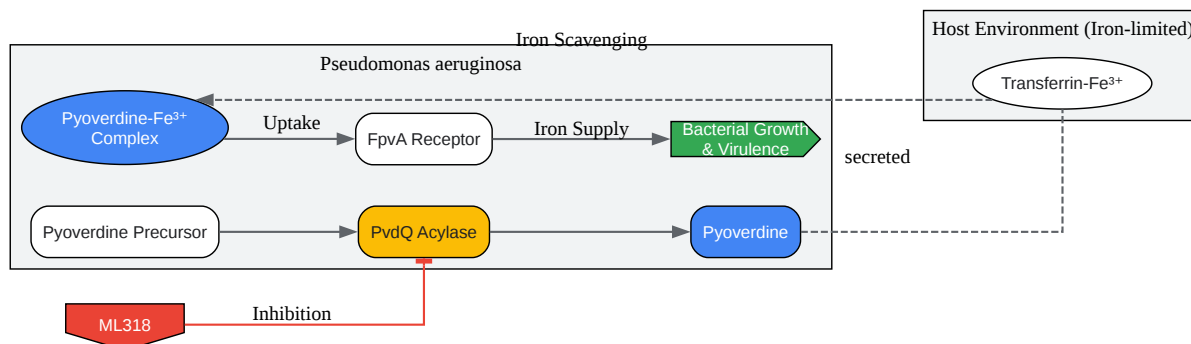 Iron Scavenging
Host Environment (Iron-limited)
Pseudomonas aeruginosa
Transferrin-Fe³⁺
Pyoverdine-Fe³⁺
Complex
Uptake
FpvA Receptor
Iron Supply
Bacterial Growth
& Virulence
secreted
Pyoverdine Precursor
PvdQ Acylase
Pyoverdine
Inhibition
ML318